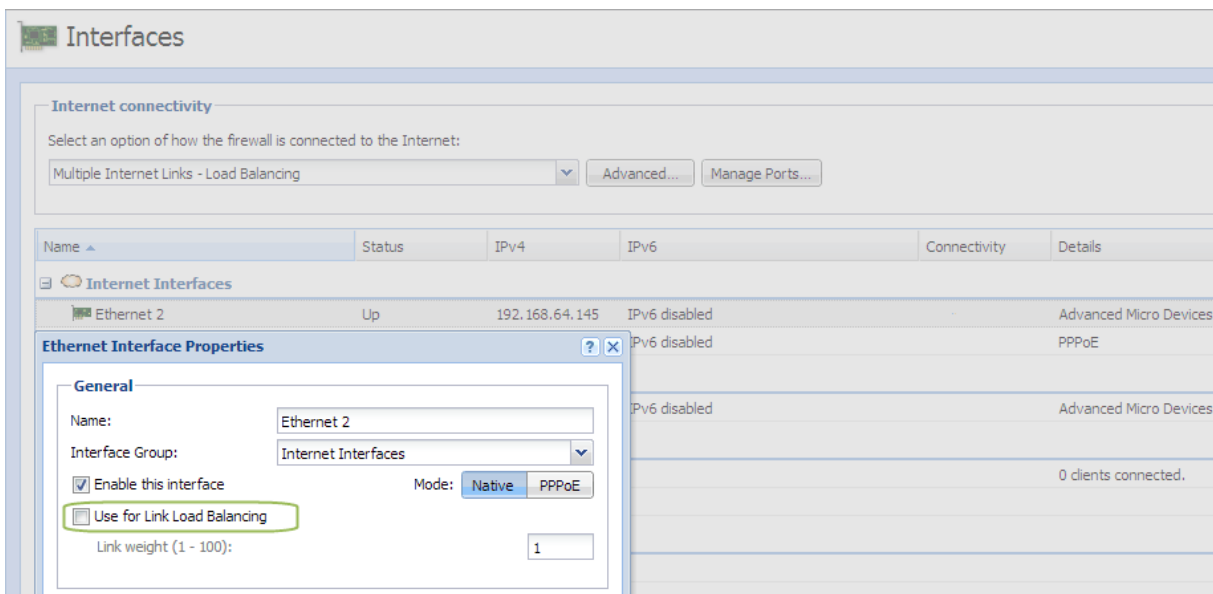 Interfaces
Internet connectivity
Select an option of how the firewall is connected to the Internet:
Multiple Internet Links - Load Balancing Advanced... Manage Ports...
Name Status IPv4 IPv6 Connectivity Details
Internet Interfaces
Ethernet 2 Up 192.168.64.145 IPv6 disabled Advanced Micro Devices
Ethernet Interface Properties ? IPv6 disabled PPPoE
General
Name: Ethernet 2 IPv6 disabled Advanced Micro Devices
Interface Group: Internet Interfaces
Enable this interface Mode: Native PPPoE 0 clients connected.
Use for Link Load Balancing
Link weight (1 - 100): 1